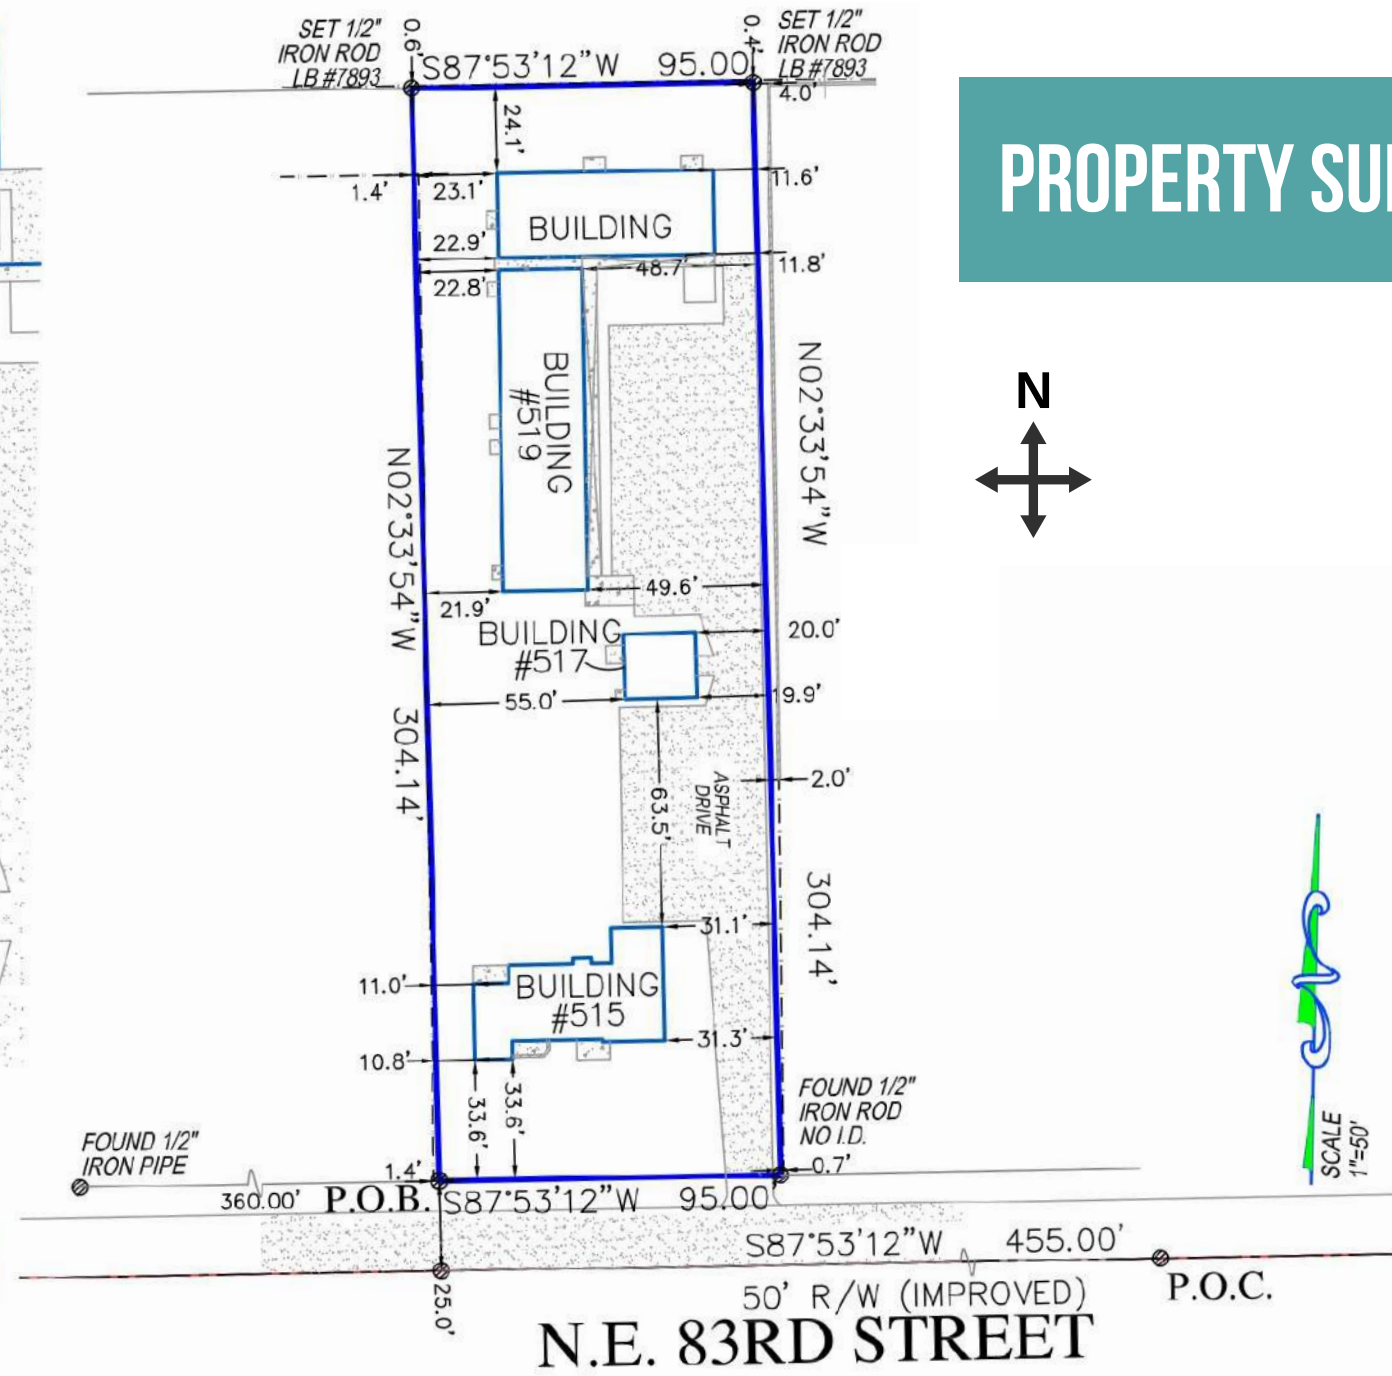 SET 1/2"
IRON ROD
LB #7893
0.6'
S87°53'12"W 95.00'
0.4'
SET 1/2"
IRON ROD
LB #7893
4.0'
24.1'
PROPERTY SU
1.4'
23.1'
11.6'
BUILDING
22.9'
48.7'
11.8'
22.8'
BUILDING
#519
N02°33'54"W
N
N02°33'54"W
49.6'
21.9'
BUILDING
#517
20.0'
55.0'
19.9'
304.14'
2.0'
63.5'
ASPHALT
DRIVE
304.14'
31.1'
11.0'
BUILDING
#515
31.3'
10.8'
33.6'
33.6'
FOUND 1/2"
IRON ROD
NO I.D.
0.7'
SCALE
1"=50'
FOUND 1/2"
IRON PIPE
1.4'
360.00'
P.O.B.
S87°53'12"W 95.00'
S87°53'12"W 455.00'
25.0'
50' R/W (IMPROVED)
P.O.C.
N.E. 83RD STREET